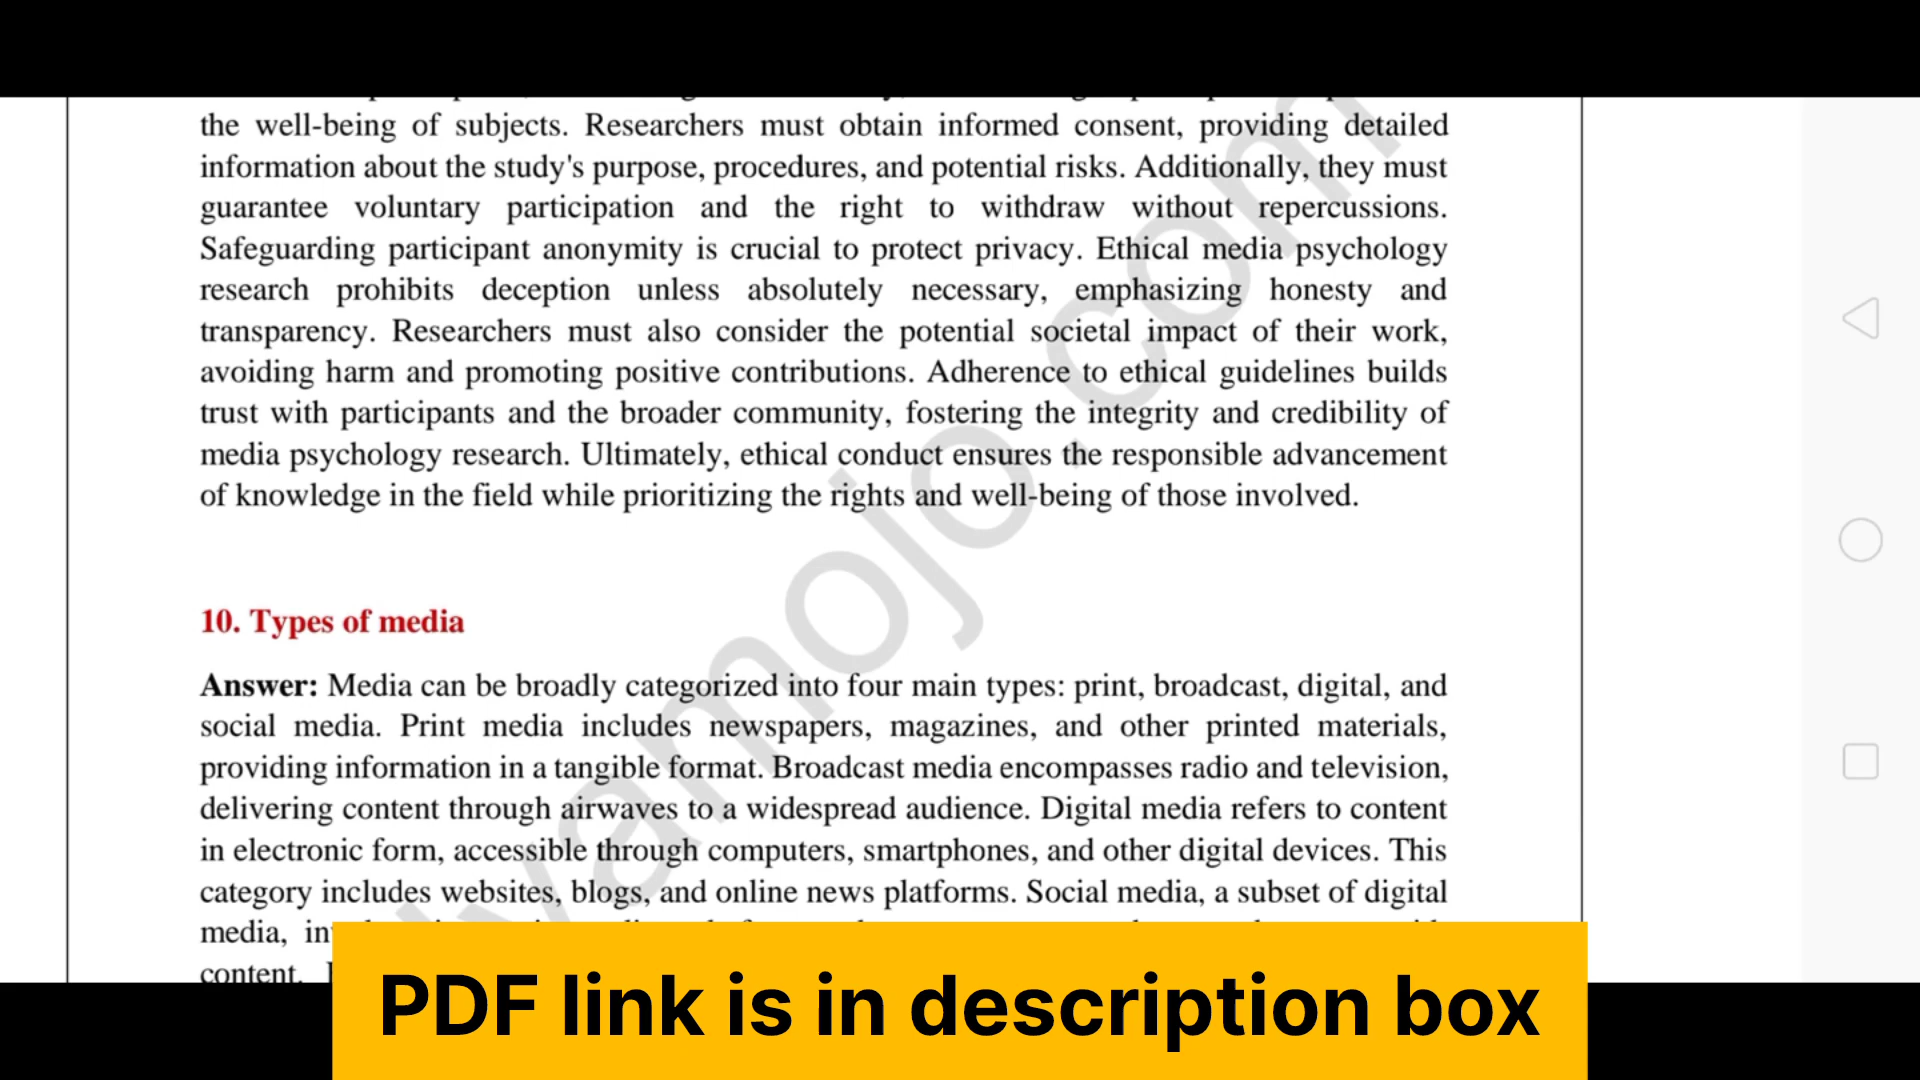 the well-being of subjects. Researchers must obtain informed consent, providing detailed
information about the study's purpose, procedures, and potential risks. Additionally, they must
guarantee voluntary participation and the right to withdraw without repercussions.
Safeguarding participant anonymity is crucial to protect privacy. Ethical media psychology
research prohibits deception unless absolutely necessary, emphasizing honesty and
transparency. Researchers must also consider the potential societal impact of their work,
avoiding harm and promoting positive contributions. Adherence to ethical guidelines builds
trust with participants and the broader community, fostering the integrity and credibility of
media psychology research. Ultimately, ethical conduct ensures the responsible advancement
of knowledge in the field while prioritizing the rights and well-being of those involved.
10. Types of media
Answer: Media can be broadly categorized into four main types: print, broadcast, digital, and
social media. Print media includes newspapers, magazines, and other printed materials,
providing information in a tangible format. Broadcast media encompasses radio and television,
delivering content through airwaves to a widespread audience. Digital media refers to content
in electronic form, accessible through computers, smartphones, and other digital devices. This
category includes websites, blogs, and online news platforms. Social media, a subset of digital
media,
content.
PDF link is in description box